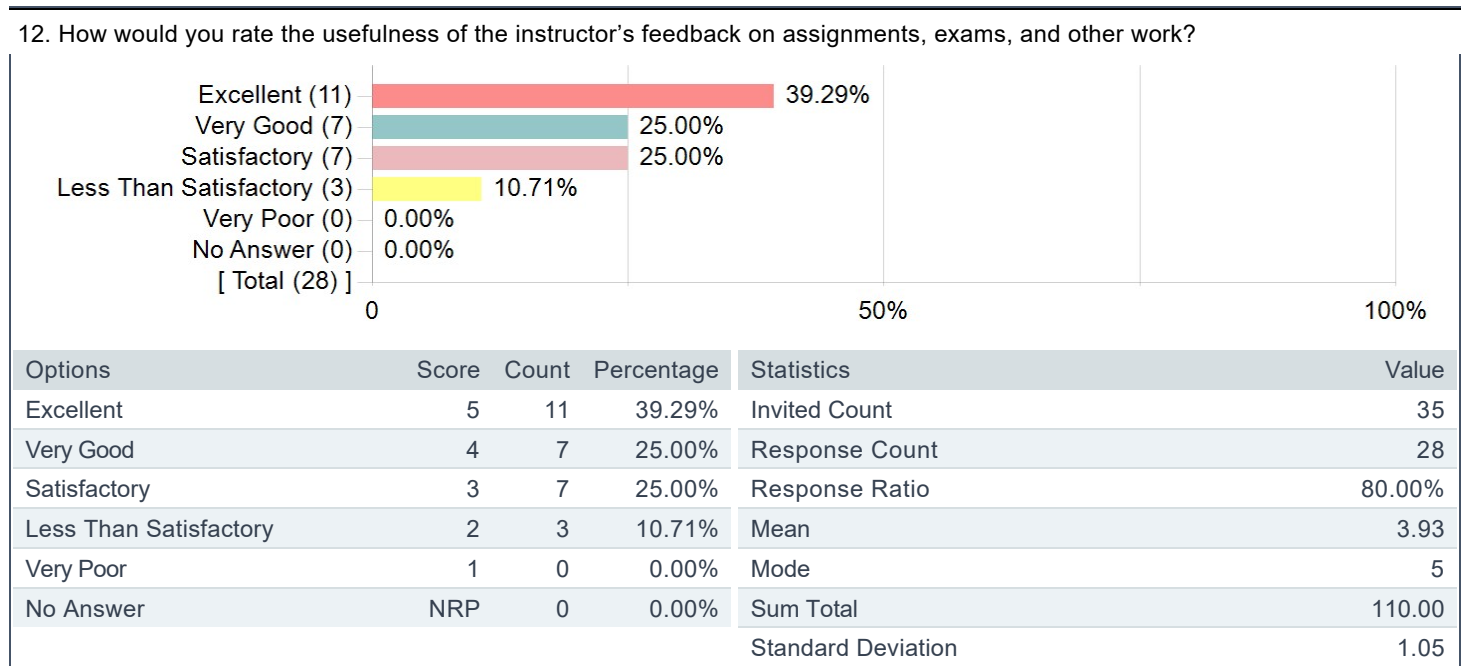 12. How would you rate the usefulness of the instructor’s feedback on assignments, exams, and other work?
Excellent (11) 39.29%
Very Good (7) 25.00%
Satisfactory (7) 25.00%
Less Than Satisfactory (3) 10.71%
Very Poor (0) 0.00%
No Answer (0) 0.00%
[ Total (28) ]
0 50% 100%
Options Score Count Percentage
Excellent 5 11 39.29%
Very Good 4 7 25.00%
Satisfactory 3 7 25.00%
Less Than Satisfactory 2 3 10.71%
Very Poor 1 0 0.00%
No Answer NRP 0 0.00%
Statistics Value
Invited Count 35
Response Count 28
Response Ratio 80.00%
Mean 3.93
Mode 5
Sum Total 110.00
Standard Deviation 1.05